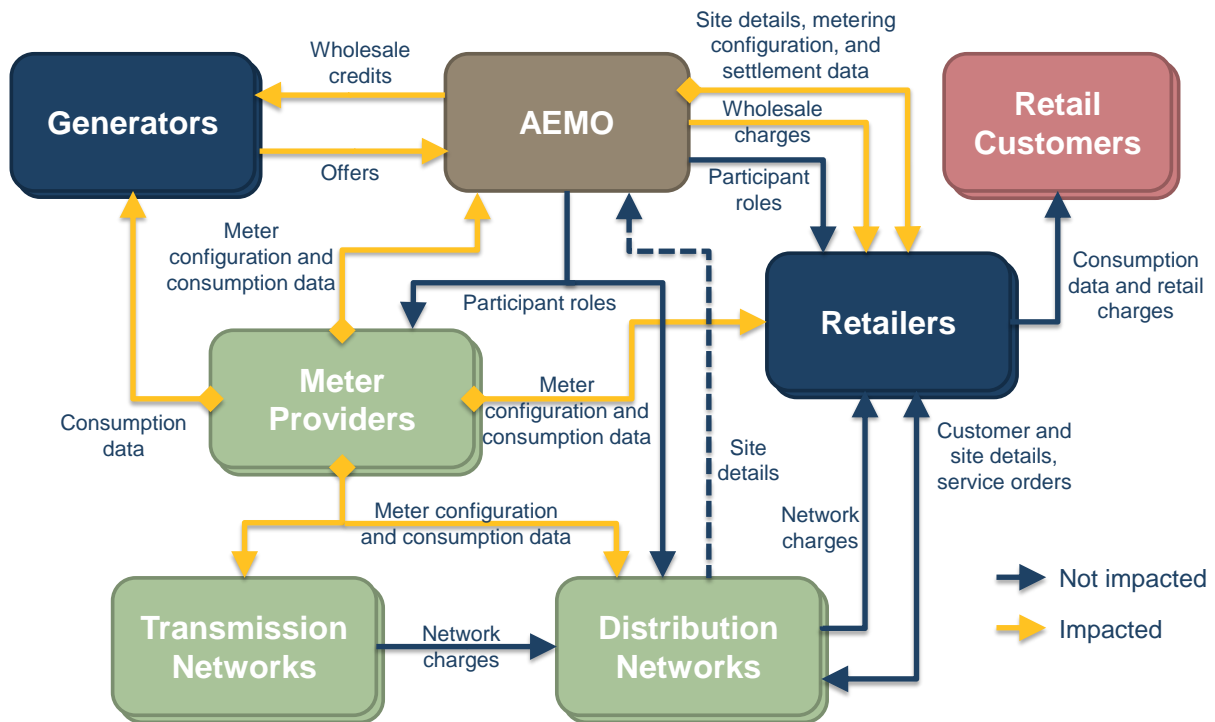 Site details, metering
configuration, and
settlement data
Wholesale
credits
Generators
AEMO
Retail
Customers
Wholesale
charges
Offers
Participant
roles
Meter
configuration and
consumption data
Participant roles
Retailers
Consumption
data and retail
charges
Meter
Providers
Meter
configuration and
consumption data
Consumption
data
Site
details
Customer and
site details,
service orders
Meter configuration
and consumption data
Network
charges
Not impacted
Impacted
Transmission
Networks
Network
charges
Distribution
Networks